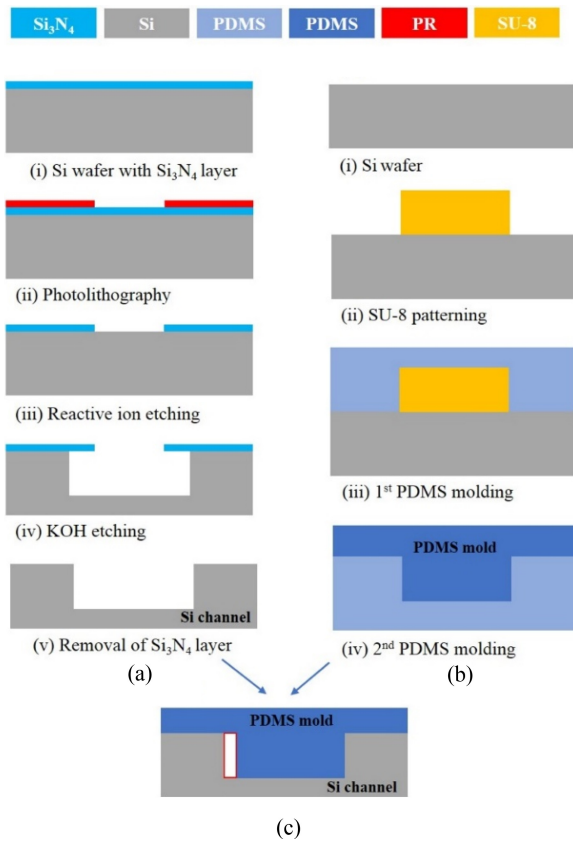 Si₃N₄ Si PDMS PDMS PR SU-8
(i) Si wafer with Si₃N₄ layer
(ii) Photolithography
(iii) Reactive ion etching
(iv) KOH etching
Si channel
(v) Removal of Si₃N₄ layer
(a)
(i) Si wafer
(ii) SU-8 patterning
(iii) 1st PDMS molding
PDMS mold
(iv) 2nd PDMS molding
(b)
PDMS mold
Si channel
(c)